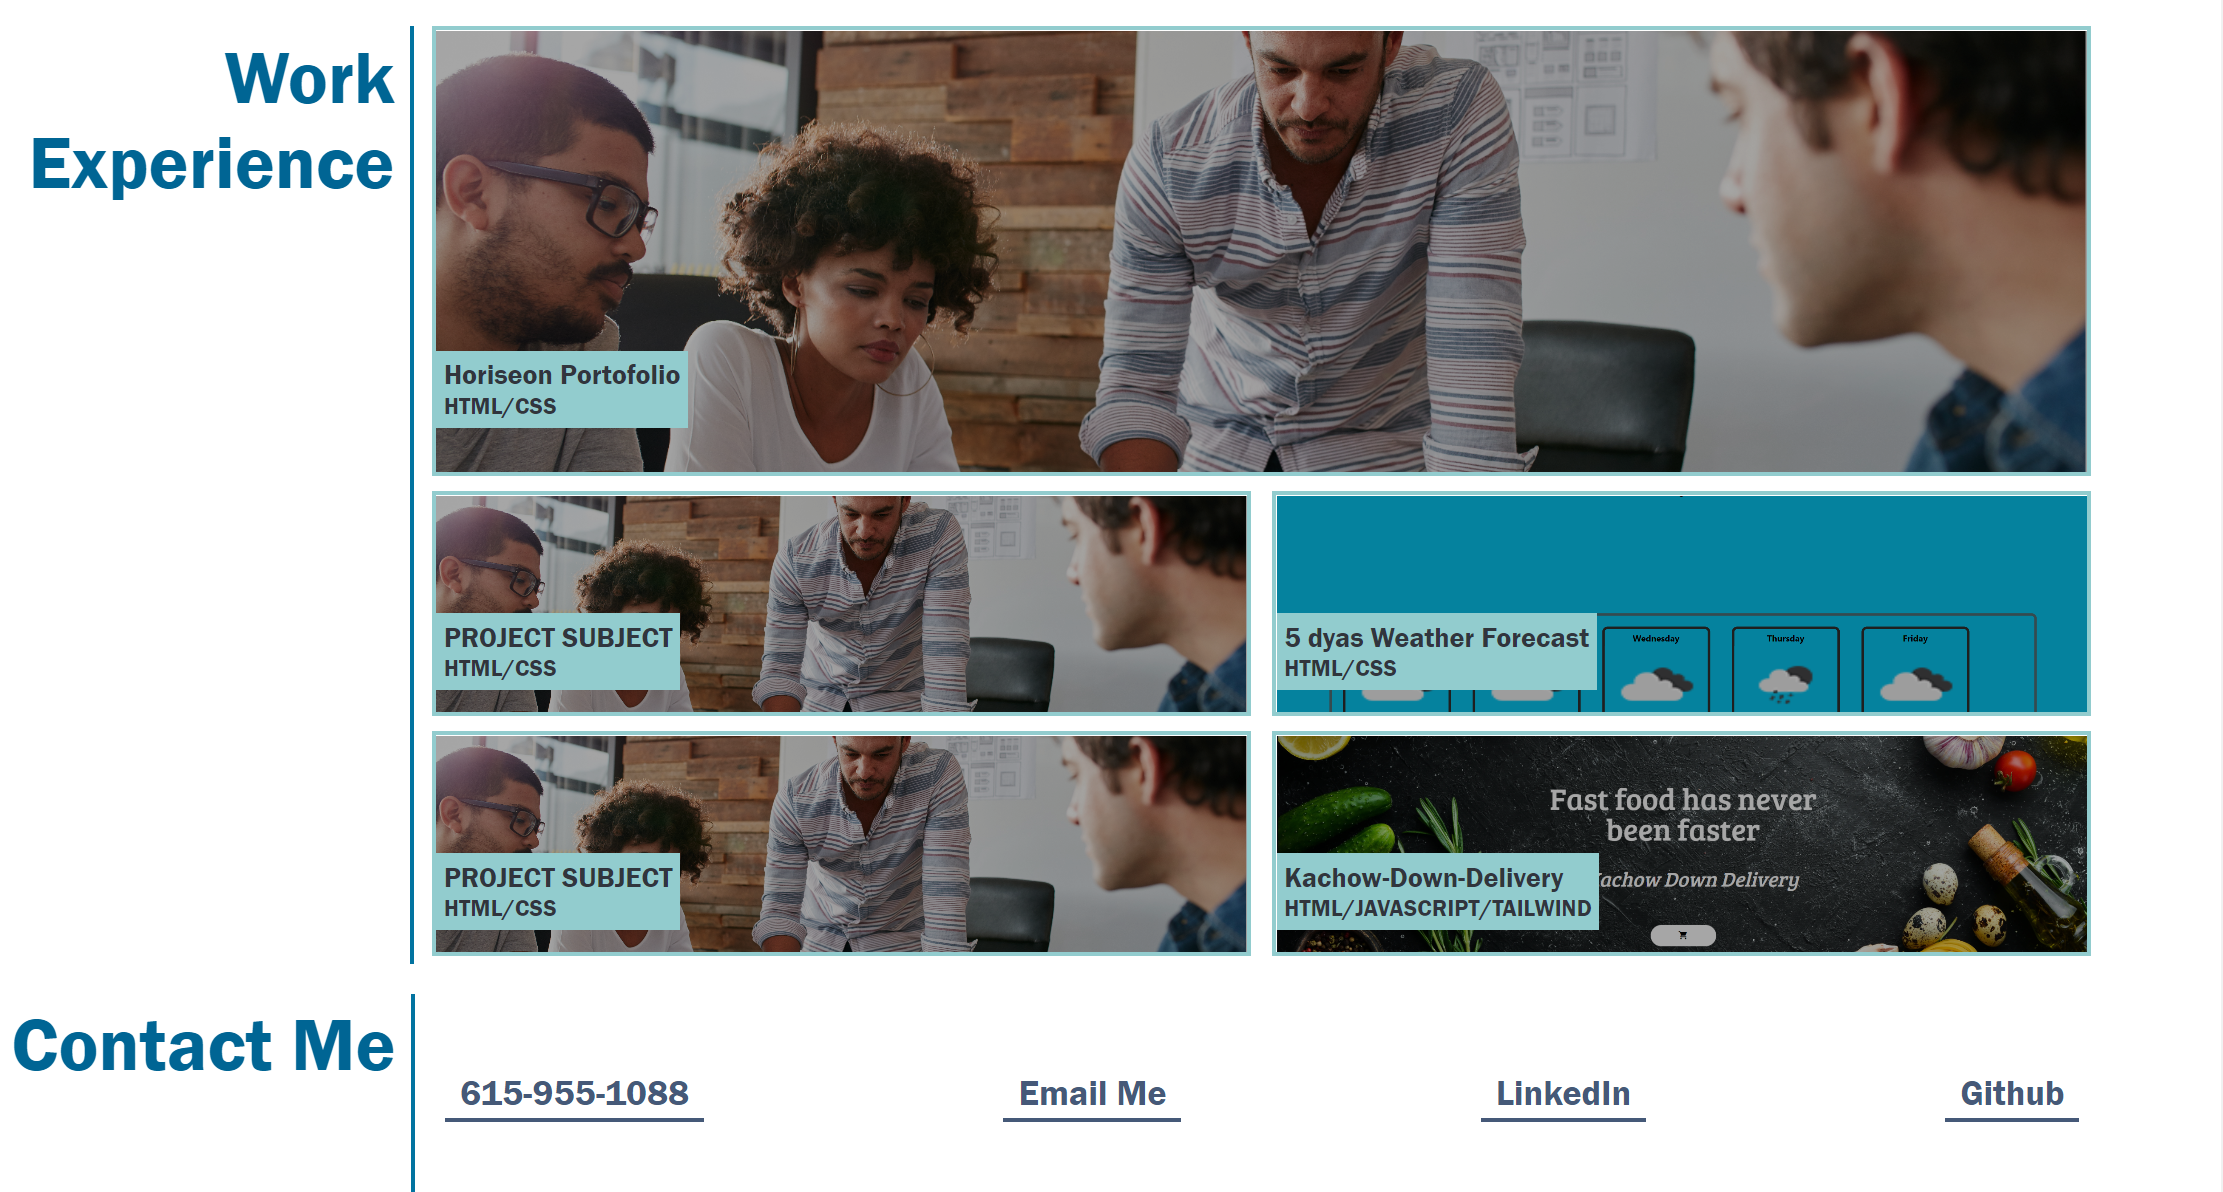 Work
Experience
Horiseon Portofolio
HTML/CSS
PROJECT SUBJECT
HTML/CSS
5 dyas Weather Forecast
HTML/CSS
Wednesday
Thursday
Friday
PROJECT SUBJECT
HTML/CSS
Fast food has never
been faster
achow Down Delivery
Kachow-Down-Delivery
HTML/JAVASCRIPT/TAILWIND
Contact Me
615-955-1088
Email Me
LinkedIn
Github